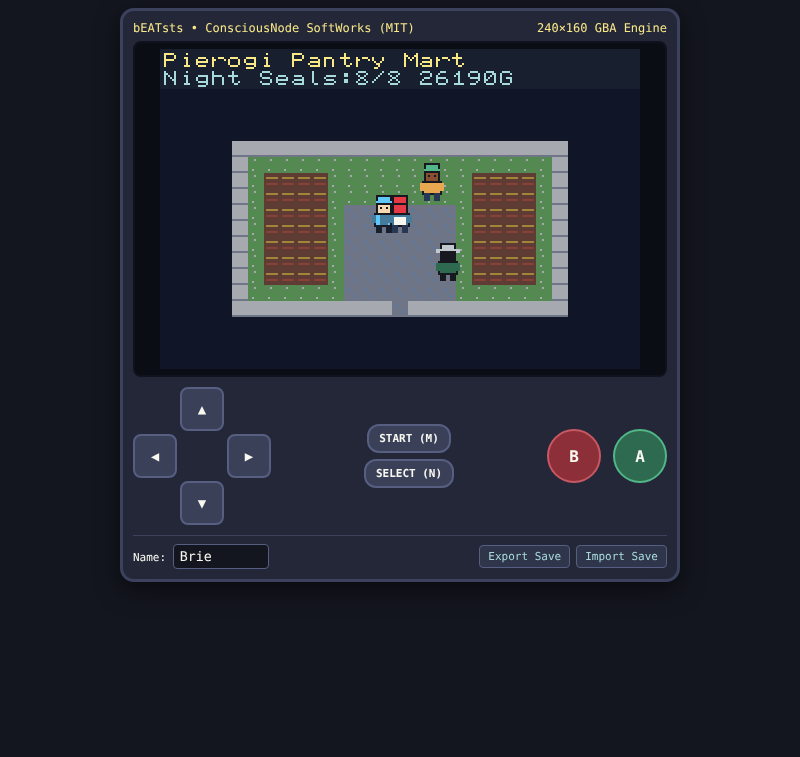 bEATsts • ConsciousNode SoftWorks (MIT) 240×160 GBA Engine
Pierogi Pantry Mart
Night Seals:8/8 26190G
▲
◀ ▶
▼
START (M)
SELECT (N)
B A
Name: Brie Export Save Import Save